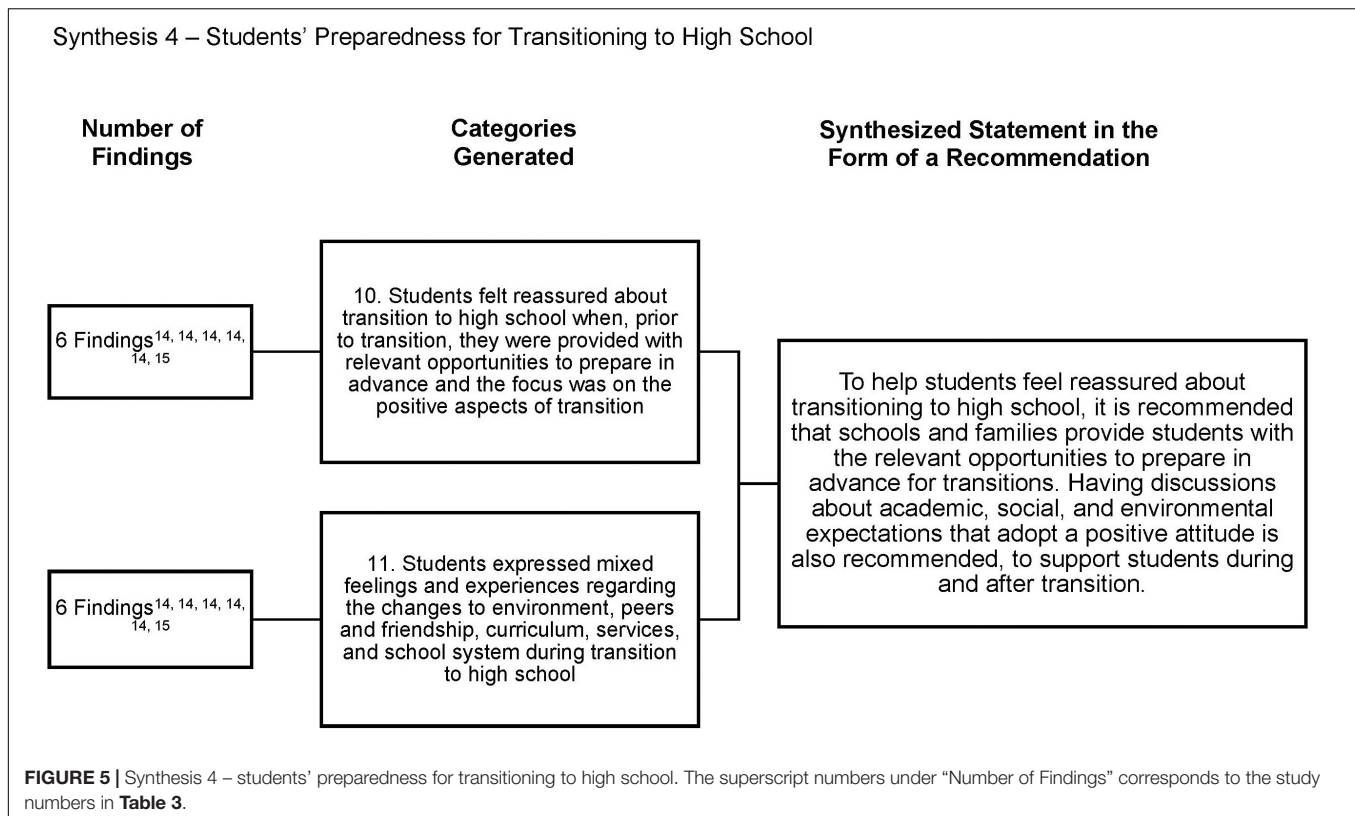 Synthesis 4 – Students' Preparedness for Transitioning to High School
Number of
Findings
Categories
Generated
Synthesized Statement in the
Form of a Recommendation
6 Findings14, 14, 14, 14,
14, 15
10. Students felt reassured about
transition to high school when, prior
to transition, they were provided with
relevant opportunities to prepare in
advance and the focus was on the
positive aspects of transition
6 Findings14, 14, 14, 14,
14, 15
11. Students expressed mixed
feelings and experiences regarding
the changes to environment, peers
and friendship, curriculum, services,
and school system during transition
to high school
To help students feel reassured about
transitioning to high school, it is recommended
that schools and families provide students with
the relevant opportunities to prepare in
advance for transitions. Having discussions
about academic, social, and environmental
expectations that adopt a positive attitude is
also recommended, to support students during
and after transition.
FIGURE 5 | Synthesis 4 – students' preparedness for transitioning to high school. The superscript numbers under “Number of Findings” corresponds to the study
numbers in Table 3.